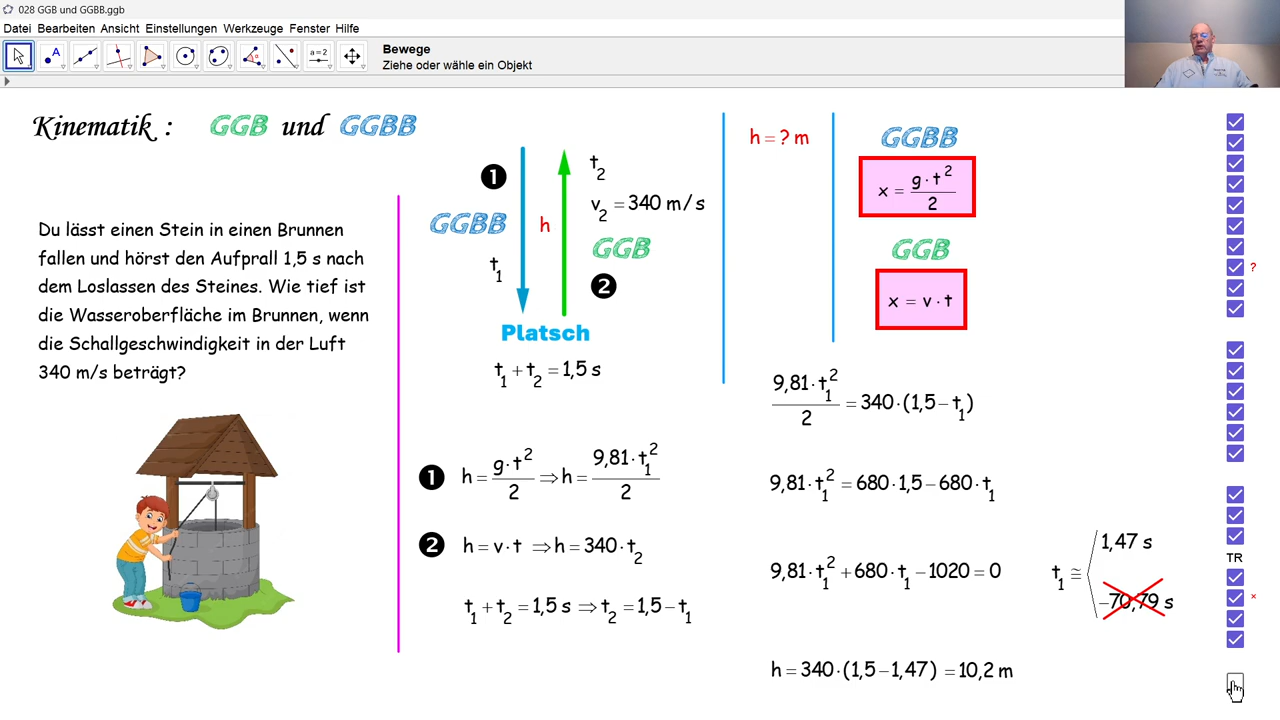 028 GGB und GGBB.ggb
Datei Bearbeiten Ansicht Einstellungen Werkzeuge Fenster Hilfe
A
a=2
Bewege
Ziehe oder wähle ein Objekt
Kinematik : GGB und GGBB
Du lässt einen Stein in einen Brunnen
fallen und hörst den Aufprall 1,5 s nach
dem Loslassen des Steines. Wie tief ist
die Wasseroberfläche im Brunnen, wenn
die Schallgeschwindigkeit in der Luft
340 m/s beträgt?
❶
GGBB
t₁
h
t₂
v₂ = 340 m/s
GGB
❷
Platsch
t₁ + t₂ = 1,5 s
❶ h = g·t²/2 ⇒ h = 9,81·t₁²/2
❷ h = v·t ⇒ h = 340·t₂
t₁ + t₂ = 1,5 s ⇒ t₂ = 1,5 − t₁
h = ? m
GGBB
x = g·t²/2
GGB
x = v·t
9,81·t₁²/2 = 340·(1,5 − t₁)
9,81·t₁² = 680·1,5 − 680·t₁
9,81·t₁² + 680·t₁ − 1020 = 0
t₁ ≅
1,47 s
−70,79 s
h = 340·(1,5 − 1,47) = 10,2 m
?
TR
×